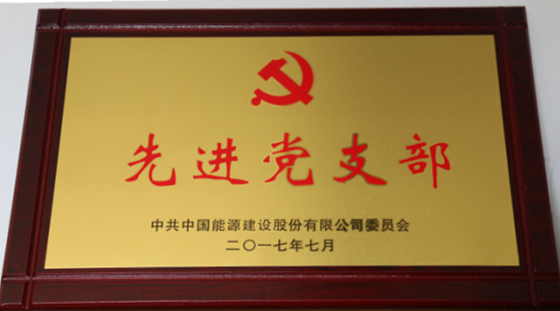 先进党支部
中共中国能源建设股份有限公司委员会
二〇一七年七月